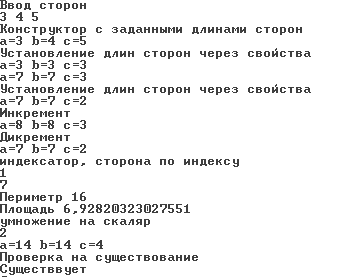 Ввод сторон
3 4 5
Конструктор с заданными длинами сторон
a=3 b=4 c=5
Установление длин сторон через свойства
a=3 b=3 c=3
a=7 b=7 c=3
Установление длин сторон через свойства
a=7 b=7 c=2
Инкремент
a=8 b=8 c=3
Дикремент
a=7 b=7 c=2
индексатор, сторона по индексу
1
7
Периметр 16
Площадь 6,92820323027551
умножение на скаляр
2
a=14 b=14 c=4
Проверка на существование
Существвует